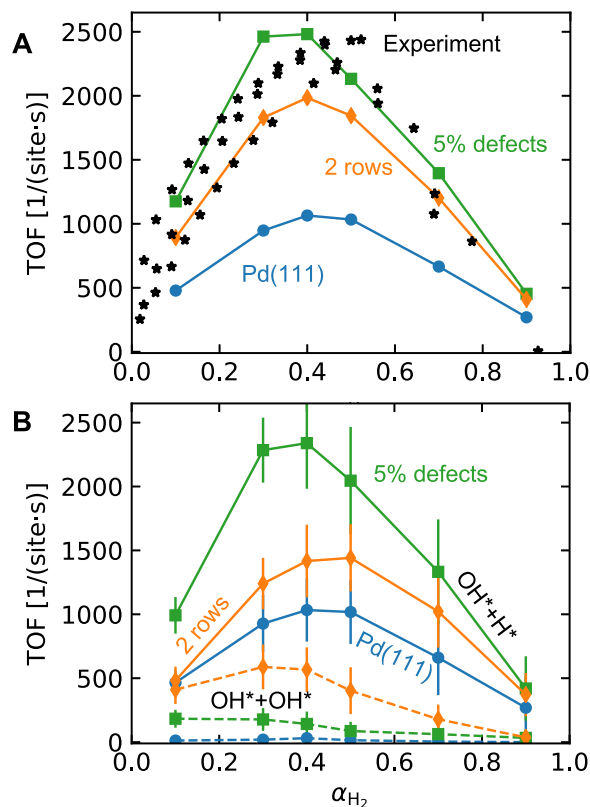 A
TOF [1/(site·s)]
2500
2000
1500
1000
500
0
Experiment
5% defects
2 rows
Pd(111)
0.0 0.2 0.4 0.6 0.8 1.0
B
TOF [1/(site·s)]
2500
2000
1500
1000
500
0
5% defects
2 rows
OH*+H*
Pd(111)
OH*+OH*
0.0 0.2 0.4 0.6 0.8 1.0
α_H₂